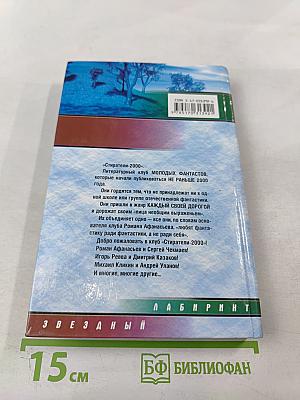 «Стиратели-2000».
Литературный клуб МОЛОДЫХ ФАНТАСТОВ,
которые начали публиковаться НЕ РАНЬШЕ 2000
года.
Они гордятся тем, что не принадлежат ни к од-
ной школе или группе отечественной фантастики.
Они пришли в жанр КАЖДЫЙ СВОЕЙ ДОРОГОЙ
и дорожат своим «лица необщим выраженьем».
Их объединяет одно — все они, по словам осно-
вателя клуба Романа Афанасьева, «любят фанта-
стику ради фантастики, а не ради себя».
Добро пожаловать в клуб «Стиратели-2000»!
Роман Афанасьев и Сергей Чекмаев!
Игорь Ревва и Дмитрий Казаков!
Михаил Кликин и Андрей Уланов!
И многие, многие другие...
ЛАБИРИНТ
ЗВЕЗДНЫЙ
15 см
БФ БИБЛИОФАН